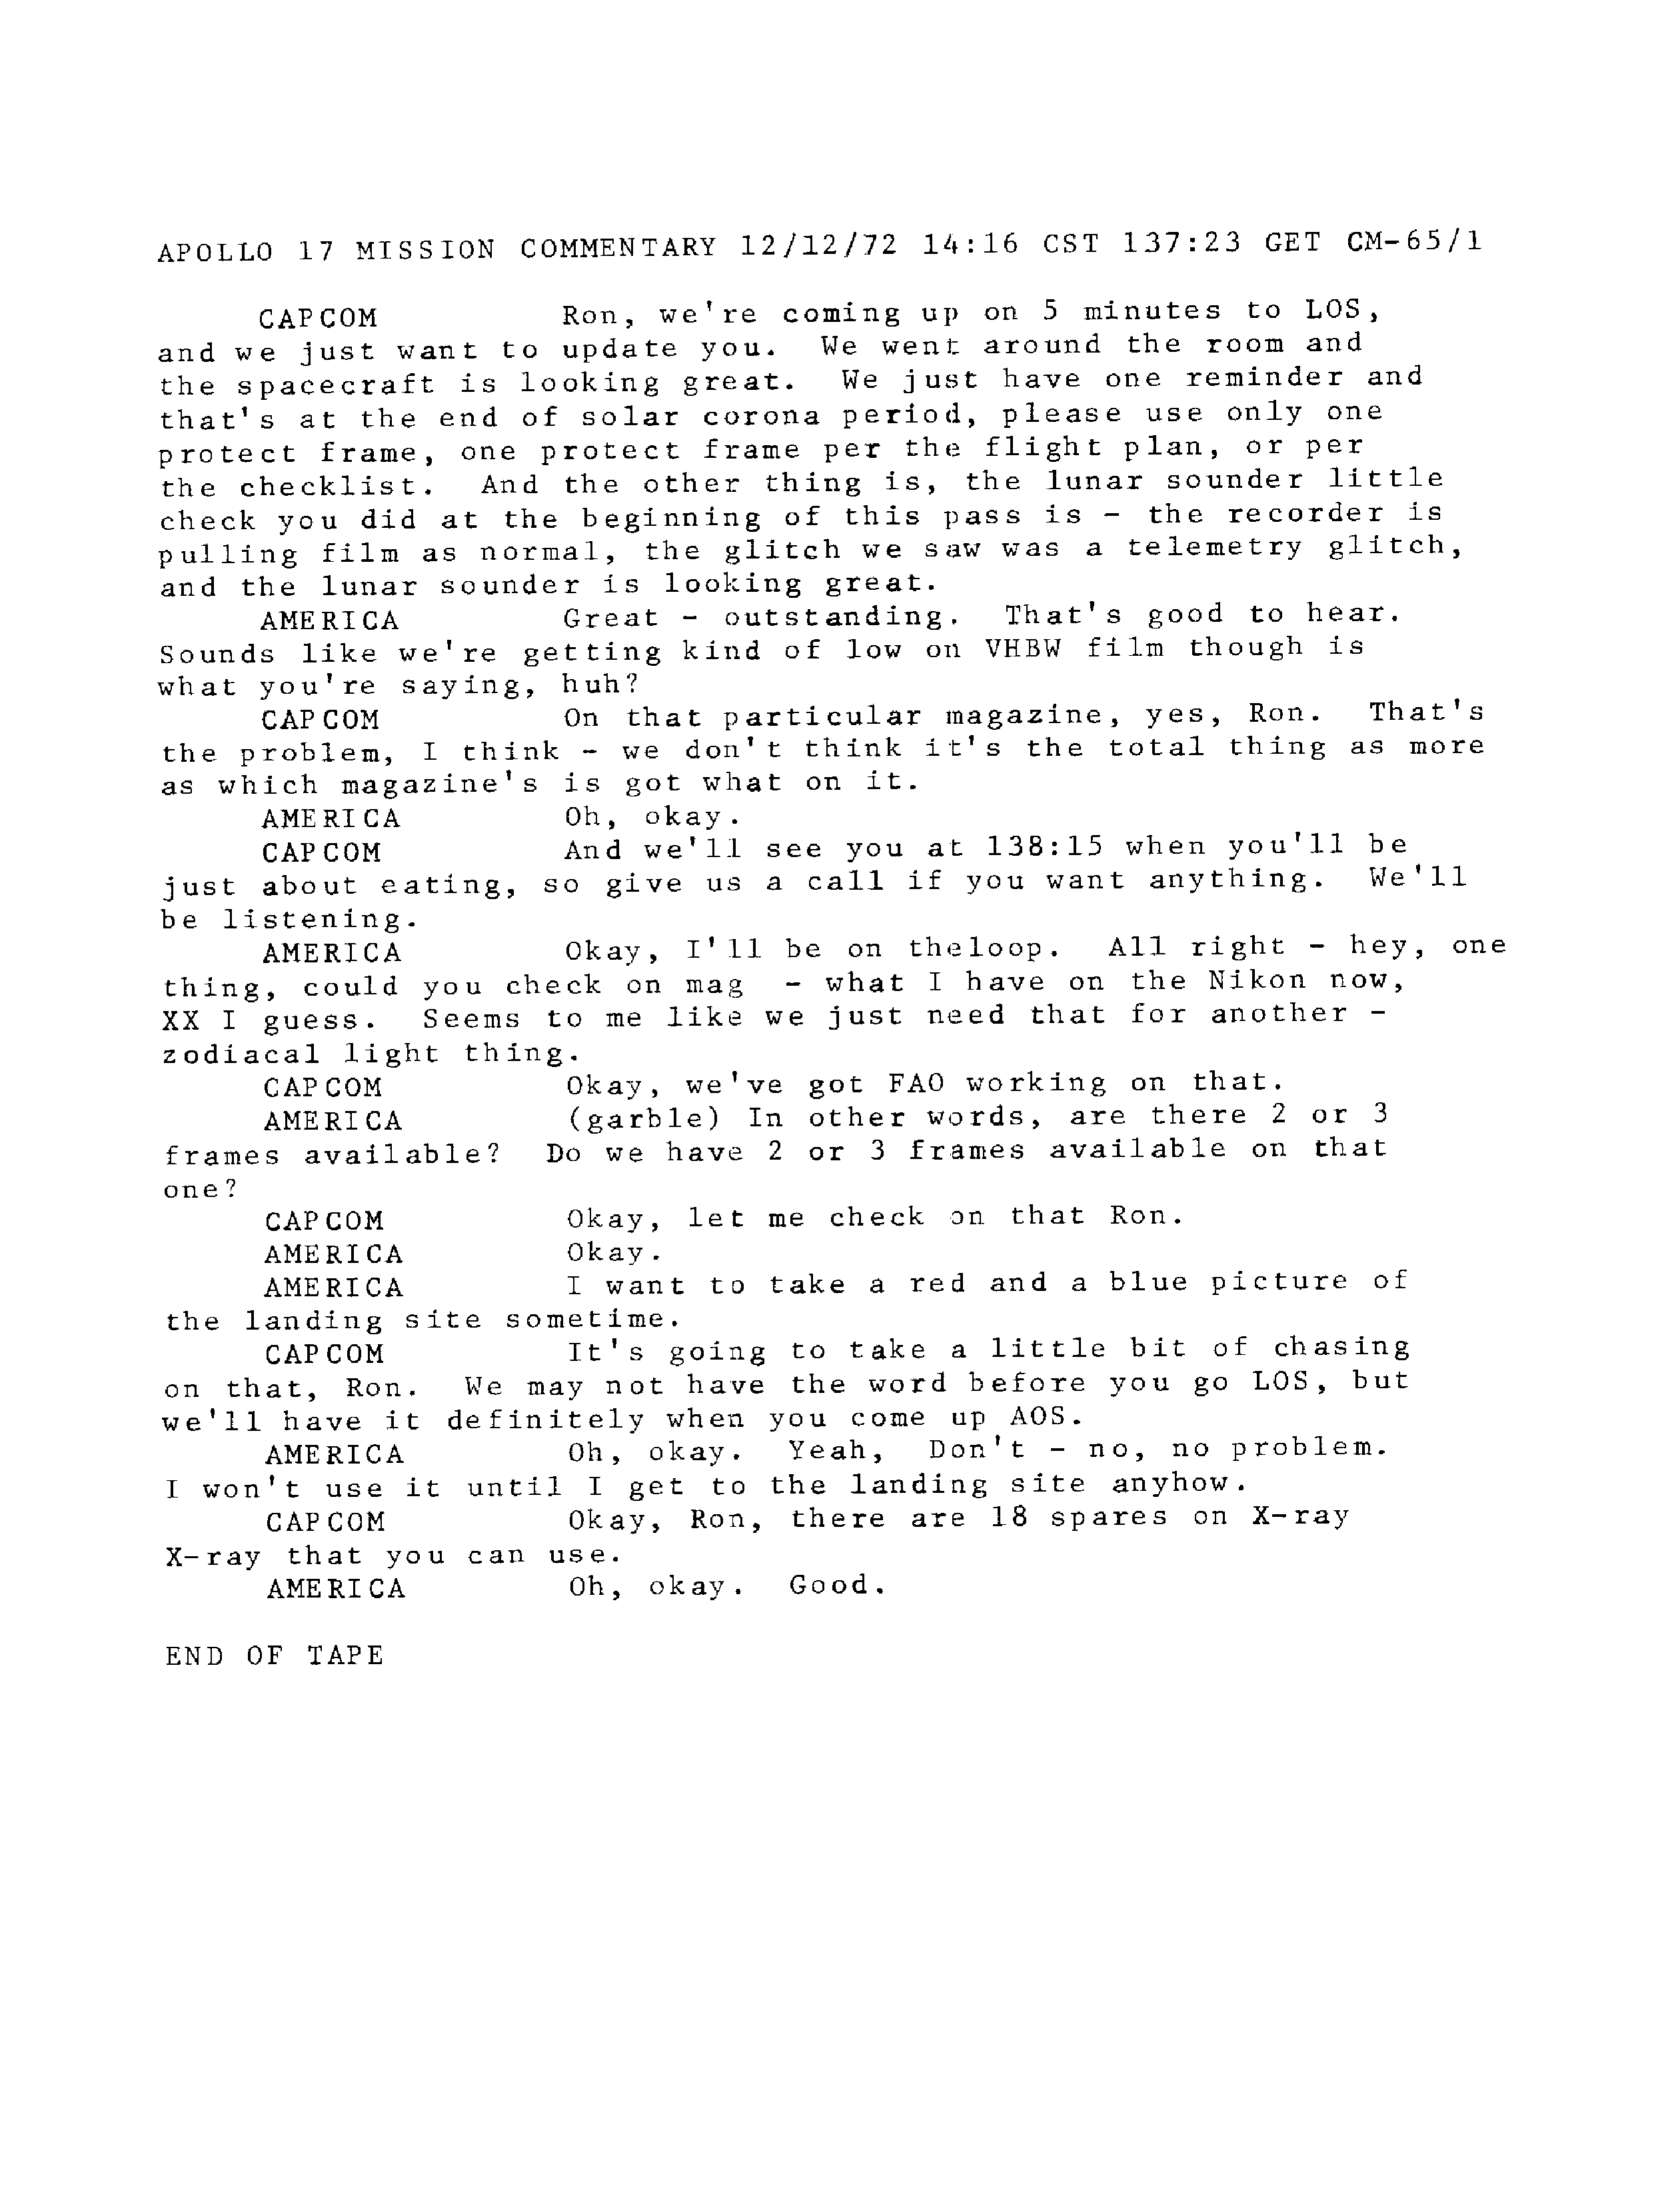 APOLLO 17 MISSION COMMENTARY 12/12/72 14:16 CST 137:23 GET CM-65/1
CAPCOM Ron, we're coming up on 5 minutes to LOS,
and we just want to update you. We went around the room and
the spacecraft is looking great. We just have one reminder and
that's at the end of solar corona period, please use only one
protect frame, one protect frame per the flight plan, or per
the checklist. And the other thing is, the lunar sounder little
check you did at the beginning of this pass is - the recorder is
pulling film as normal, the glitch we saw was a telemetry glitch,
and the lunar sounder is looking great.
AMERICA Great - outstanding. That's good to hear.
Sounds like we're getting kind of low on VHBW film though is
what you're saying, huh?
CAPCOM On that particular magazine, yes, Ron. That's
the problem, I think - we don't think it's the total thing as more
as which magazine's is got what on it.
AMERICA Oh, okay.
CAPCOM And we'll see you at 138:15 when you'll be
just about eating, so give us a call if you want anything. We'll
be listening.
AMERICA Okay, I'll be on theloop. All right - hey, one
thing, could you check on mag - what I have on the Nikon now,
XX I guess. Seems to me like we just need that for another -
zodiacal light thing.
CAPCOM Okay, we've got FAO working on that.
AMERICA (garble) In other words, are there 2 or 3
frames available? Do we have 2 or 3 frames available on that
one?
CAPCOM Okay, let me check on that Ron.
AMERICA Okay.
AMERICA I want to take a red and a blue picture of
the landing site sometime.
CAPCOM It's going to take a little bit of chasing
on that, Ron. We may not have the word before you go LOS, but
we'll have it definitely when you come up AOS.
AMERICA Oh, okay. Yeah, Don't - no, no problem.
I won't use it until I get to the landing site anyhow.
CAPCOM Okay, Ron, there are 18 spares on X-ray
X-ray that you can use.
AMERICA Oh, okay. Good.
END OF TAPE